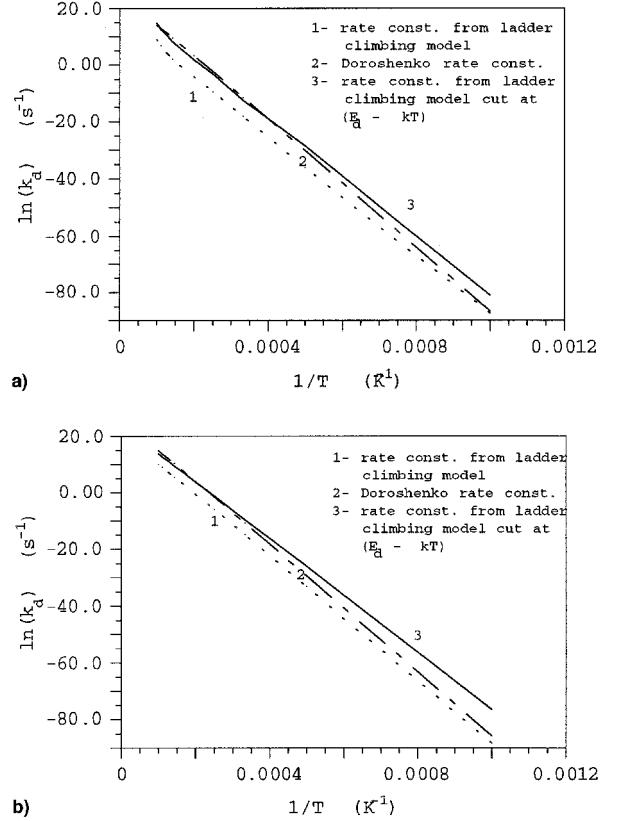 20.0
0.00
-20.0
-40.0
-60.0
-80.0
ln(k_d) (s⁻¹)
1- rate const. from ladder
climbing model
2- Doroshenko rate const.
3- rate const. from ladder
climbing model cut at
(E_d - kT)
1
2
3
0 0.0004 0.0008 0.0012
1/T (K⁻¹)
a)
20.0
0.00
-20.0
-40.0
-60.0
-80.0
ln(k_d) (s⁻¹)
1- rate const. from ladder
climbing model
2- Doroshenko rate const.
3- rate const. from ladder
climbing model cut at
(E_d - kT)
1
2
3
0 0.0004 0.0008 0.0012
1/T (K⁻¹)
b)